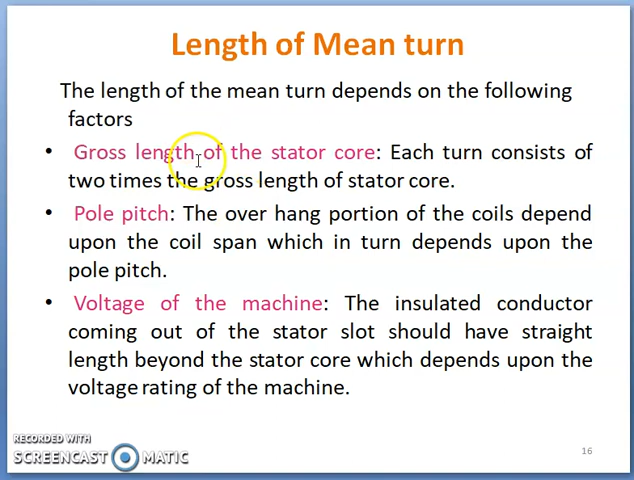 Length of Mean turn
The length of the mean turn depends on the following
factors
• Gross length of the stator core: Each turn consists of
two times the gross length of stator core.
• Pole pitch: The over hang portion of the coils depend
upon the coil span which in turn depends upon the
pole pitch.
• Voltage of the machine: The insulated conductor
coming out of the stator slot should have straight
length beyond the stator core which depends upon the
voltage rating of the machine.
RECORDED WITH
SCREENCAST MATIC
16